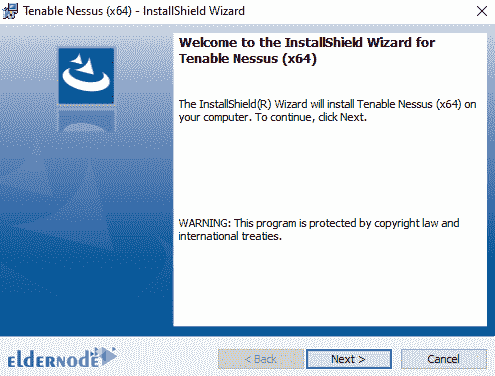 Tenable Nessus (x64) - InstallShield Wizard
Welcome to the InstallShield Wizard for
Tenable Nessus (x64)
The InstallShield(R) Wizard will install Tenable Nessus (x64) on
your computer. To continue, click Next.
WARNING: This program is protected by copyright law and
international treaties.
eldernode
< Back
Next >
Cancel